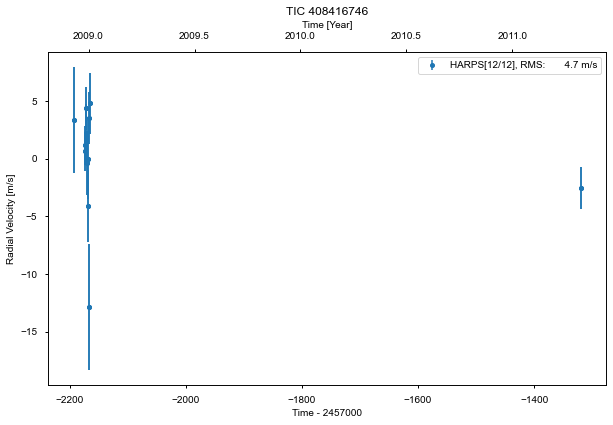 TIC 408416746
Time [Year]
2009.0 2009.5 2010.0 2010.5 2011.0
HARPS[12/12], RMS: 4.7 m/s
5
0
−5
−10
−15
Radial Velocity [m/s]
−2200 −2000 −1800 −1600 −1400
Time - 2457000